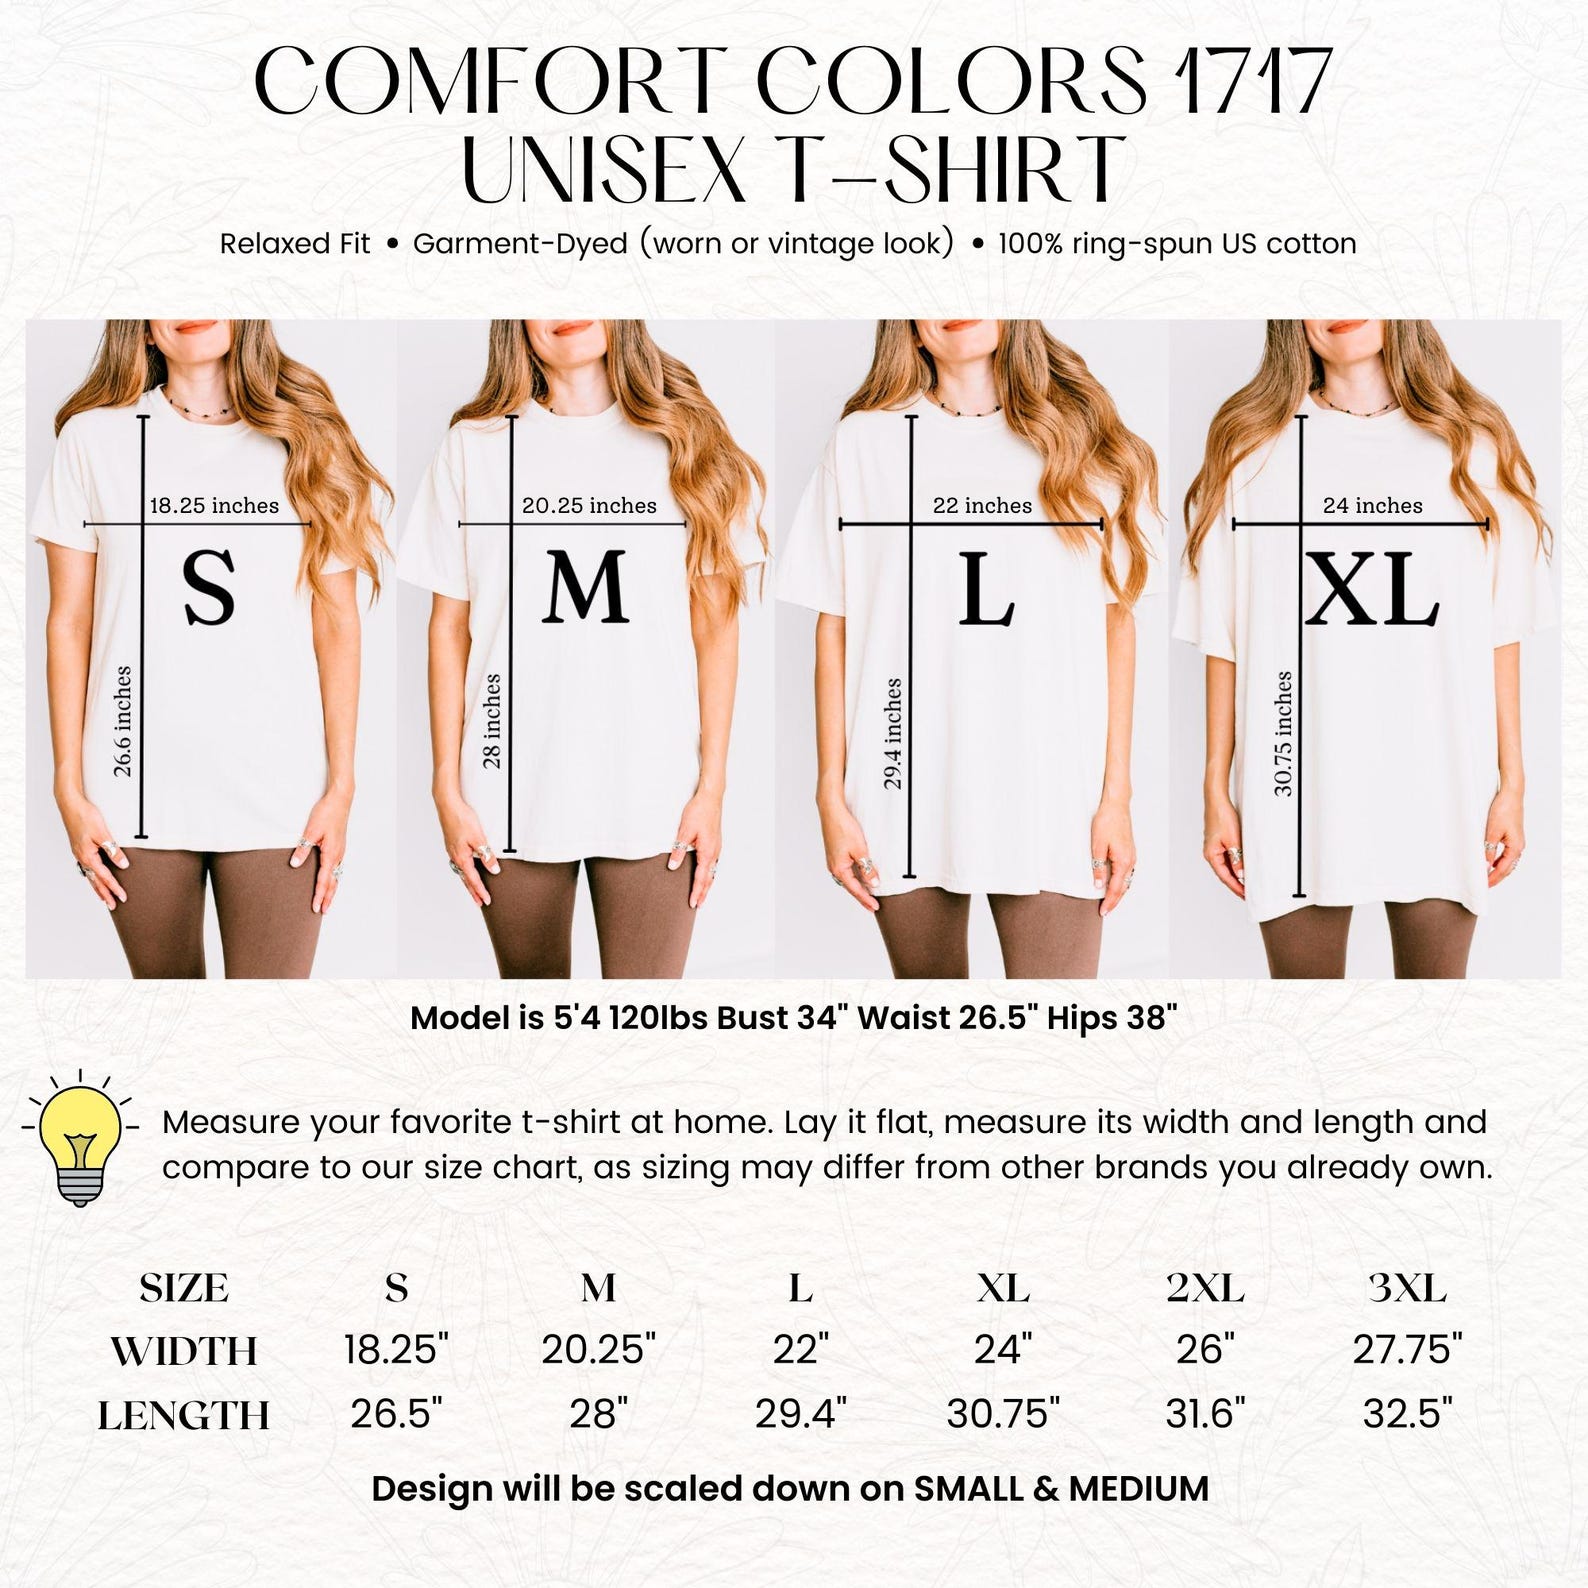 COMFORT COLORS 1717
UNISEX T-SHIRT
Relaxed Fit • Garment-Dyed (worn or vintage look) • 100% ring-spun US cotton
18.25 inches
S
26.6 inches
20.25 inches
M
28 inches
22 inches
L
29.4 inches
24 inches
XL
30.75 inches
Model is 5'4 120lbs Bust 34" Waist 26.5" Hips 38"
Measure your favorite t-shirt at home. Lay it flat, measure its width and length and
compare to our size chart, as sizing may differ from other brands you already own.
SIZE S M L XL 2XL 3XL
WIDTH 18.25" 20.25" 22" 24" 26" 27.75"
LENGTH 26.5" 28" 29.4" 30.75" 31.6" 32.5"
Design will be scaled down on SMALL & MEDIUM